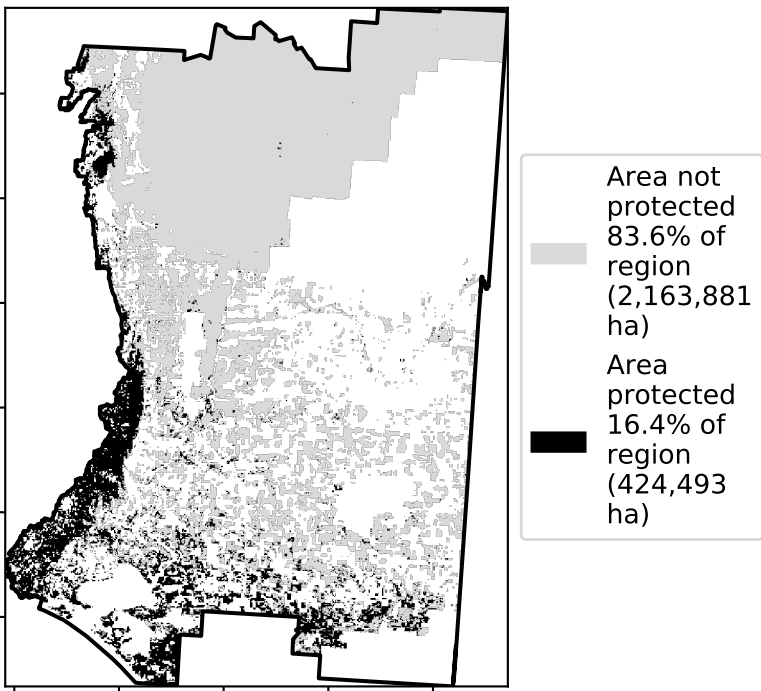 Area not
protected
83.6% of
region
(2,163,881
ha)
Area
protected
16.4% of
region
(424,493
ha)